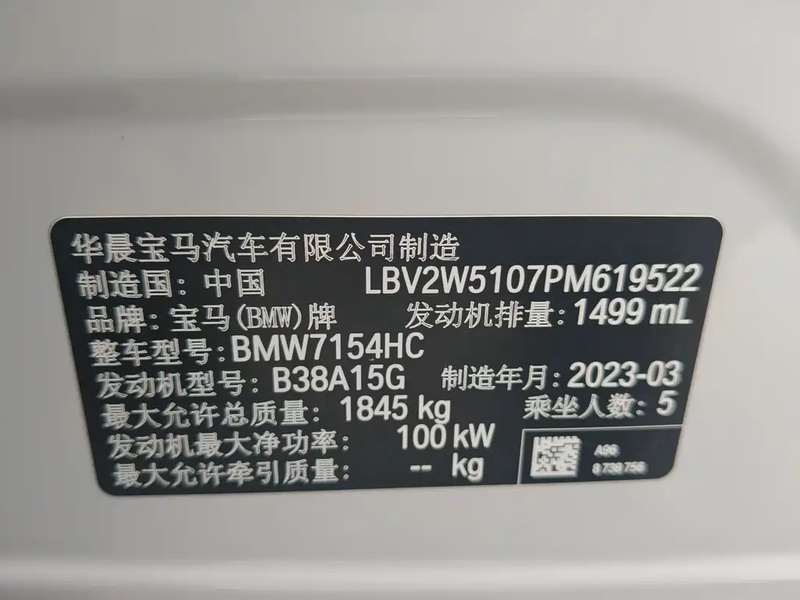 华晨宝马汽车有限公司制造
制造国: 中国 LBV2W5107PM619522
品牌: 宝马(BMW)牌 发动机排量: 1499 mL
整车型号: BMW7154HC
发动机型号: B38A15G 制造年月: 2023-03
最大允许总质量: 1845 kg 乘坐人数: 5
发动机最大净功率: 100 kW
最大允许牵引质量: -- kg
A96
8 738 756